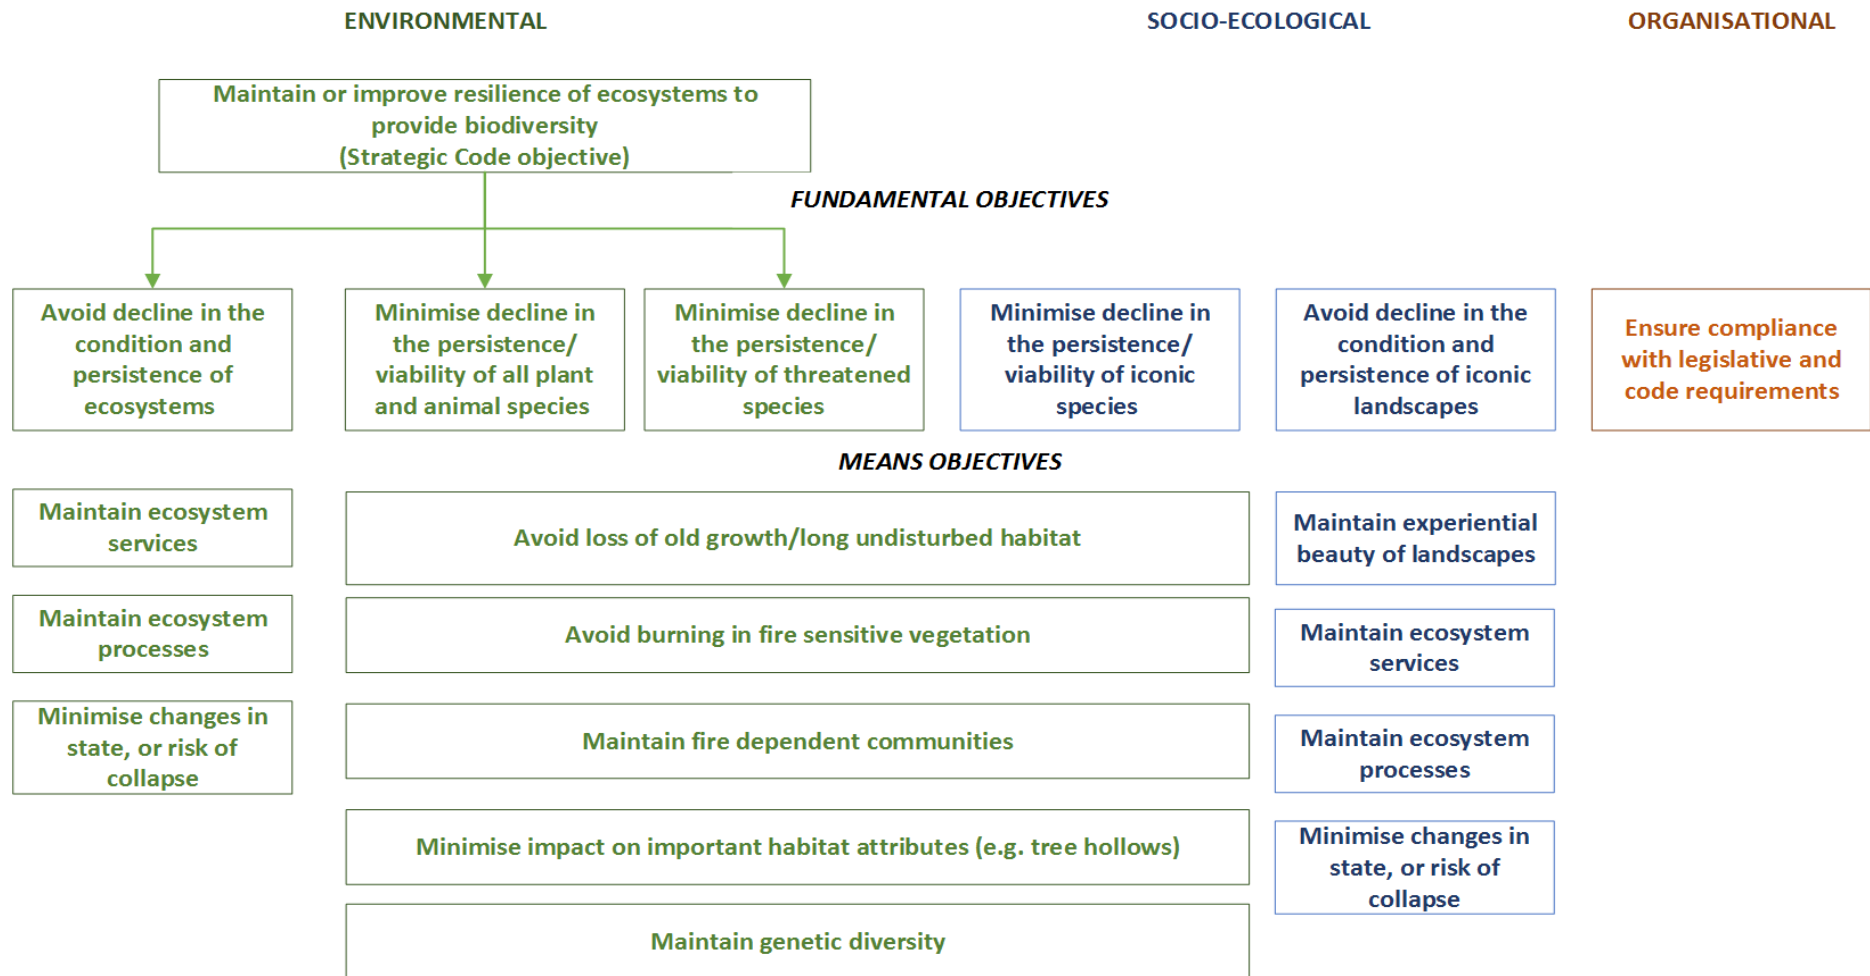 ENVIRONMENTAL
SOCIO-ECOLOGICAL
ORGANISATIONAL
Maintain or improve resilience of ecosystems to
provide biodiversity
(Strategic Code objective)
FUNDAMENTAL OBJECTIVES
Avoid decline in the
condition and
persistence of
ecosystems
Minimise decline in
the persistence/
viability of all plant
and animal species
Minimise decline in
the persistence/
viability of threatened
species
Minimise decline in
the persistence/
viability of iconic
species
Avoid decline in the
condition and
persistence of iconic
landscapes
Ensure compliance
with legislative and
code requirements
MEANS OBJECTIVES
Maintain ecosystem
services
Maintain ecosystem
processes
Minimise changes in
state, or risk of
collapse
Avoid loss of old growth/long undisturbed habitat
Avoid burning in fire sensitive vegetation
Maintain fire dependent communities
Minimise impact on important habitat attributes (e.g. tree hollows)
Maintain genetic diversity
Maintain experiential
beauty of landscapes
Maintain ecosystem
services
Maintain ecosystem
processes
Minimise changes in
state, or risk of
collapse